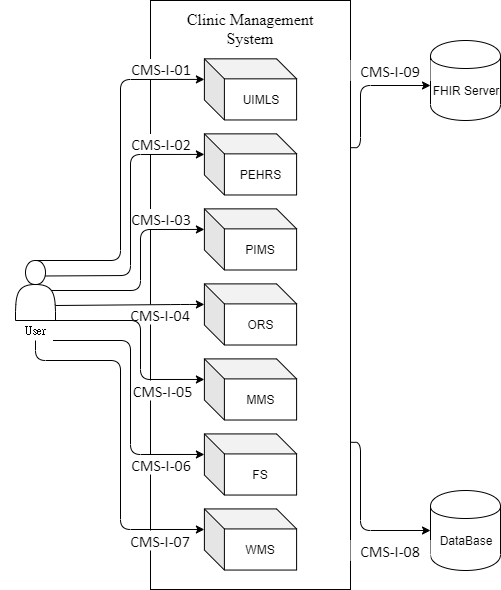 Clinic Management
System
CMS-I-01
UIMLS
CMS-I-09
FHIR Server
CMS-I-02
PEHRS
CMS-I-03
PIMS
CMS-I-04
ORS
User
CMS-I-05
MMS
CMS-I-06
FS
CMS-I-07
WMS
CMS-I-08
DataBase